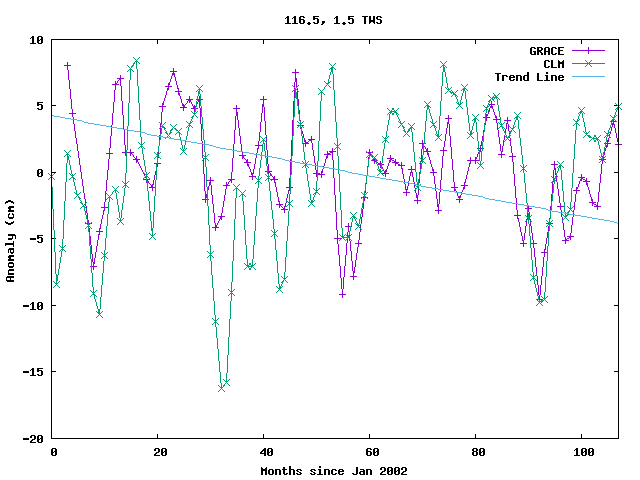 116.5, 1.5 TWS
GRACE
CLM
Trend Line
10
5
0
-5
-10
-15
-20
Anomaly (cm)
0 20 40 60 80 100
Months since Jan 2002